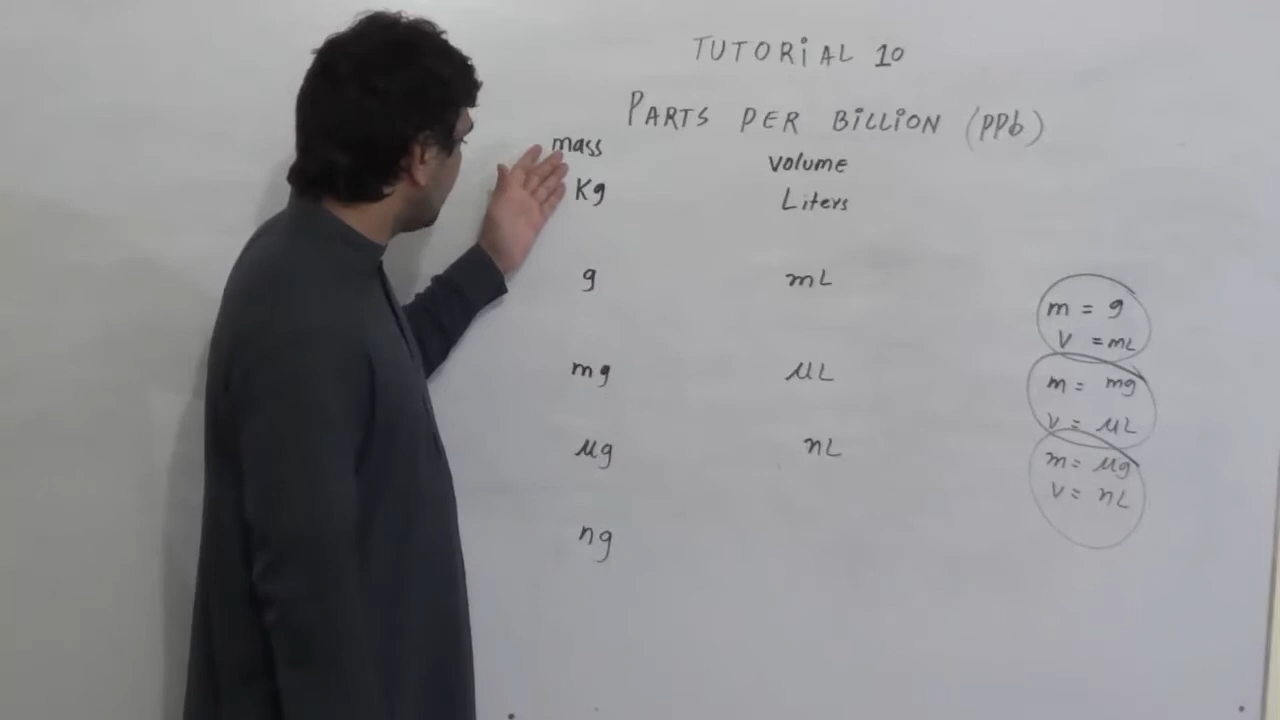 TUTORIAL 10
PARTS PER BILLION (PPb)
mass
volume
Kg
Liters
g
mL
mg
μL
μg
nL
ng
m = g
V = mL
m = mg
V = μL
m = μg
V = nL